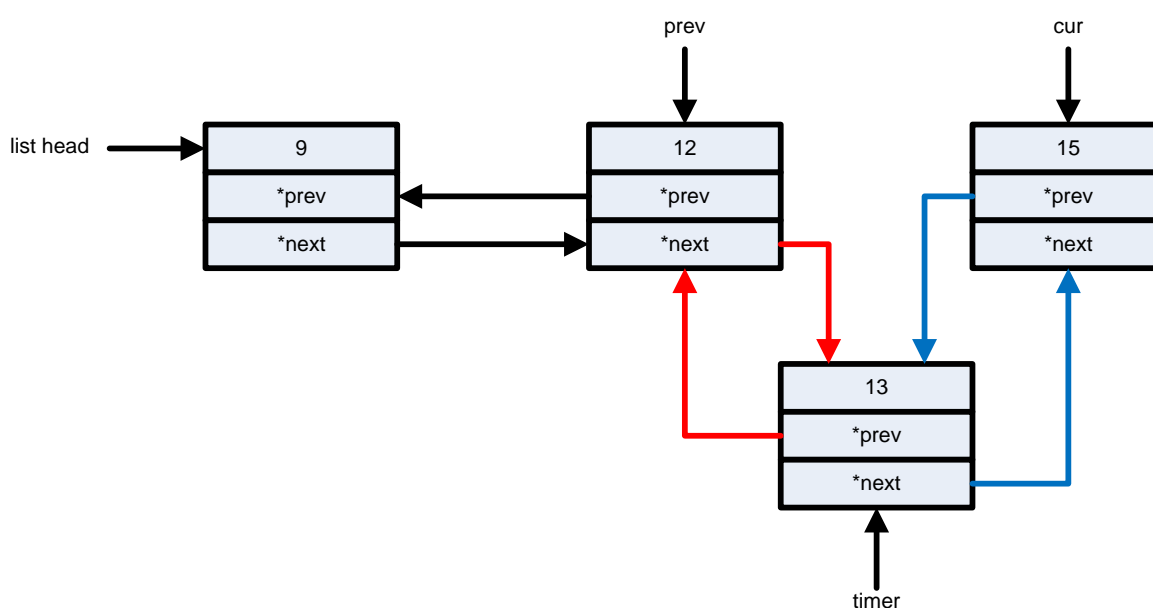 prev
cur
list head
9
12
15
*prev
*prev
*prev
*next
*next
*next
13
*prev
*next
timer